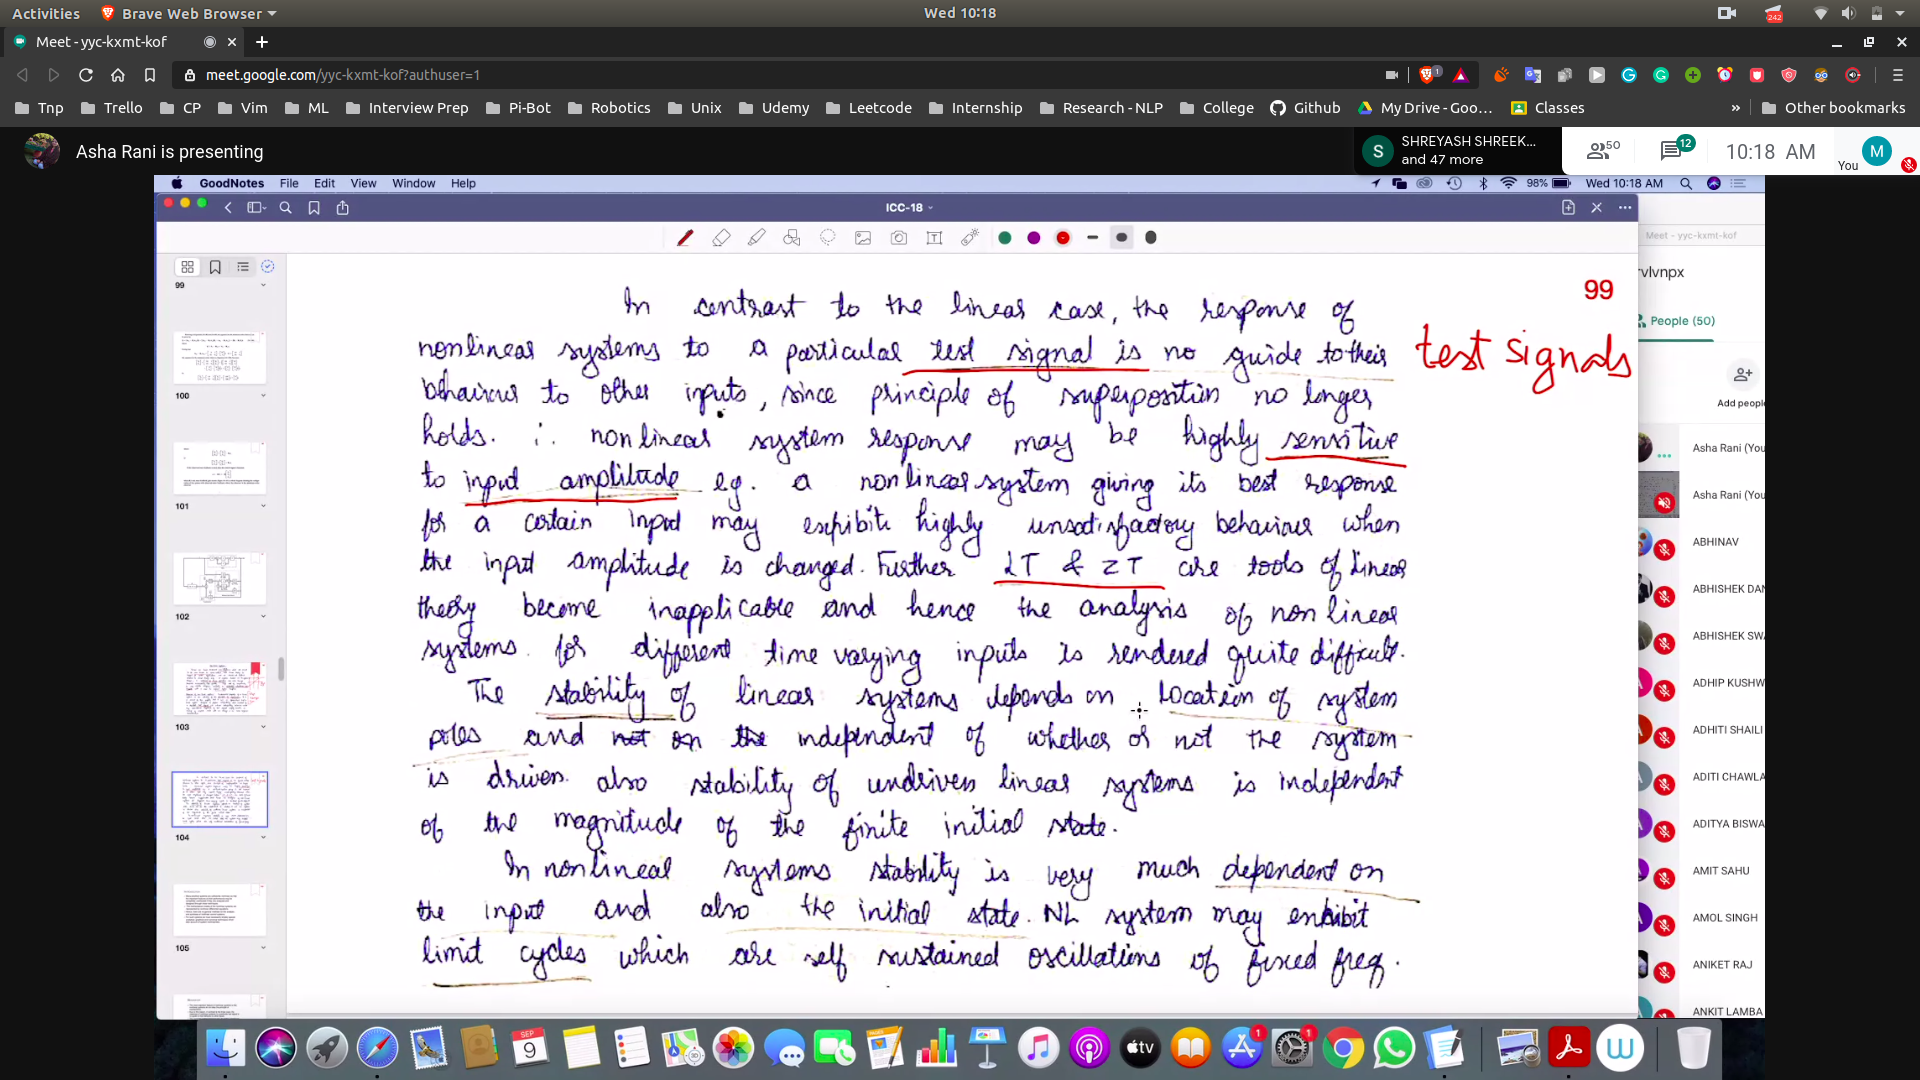 Activities Brave Web Browser Wed 10:18 242
Meet - yyc-kxmt-kof
meet.google.com/yyc-kxmt-kof?authuser=1
Tnp Trello CP Vim ML Interview Prep Pi-Bot Robotics Unix Udemy Leetcode Internship Research - NLP College Github My Drive - Goo... Classes » Other bookmarks
Asha Rani is presenting
S SHREYASH SHREEK...
and 47 more
50 12 10:18 AM You M
GoodNotes File Edit View Window Help 98% Wed 10:18 AM
ICC-18
Meet - yyc-kxmt-kof
rvlvnpx
People (50)
Add people
Asha Rani (You
Asha Rani (You
ABHINAV
ABHISHEK DAN
ABHISHEK SWA
ADHIP KUSHW
ADHITI SHAILI
ADITI CHAWLA
ADITYA BISWA
AMIT SAHU
AMOL SINGH
ANIKET RAJ
ANKIT LAMBA
99
100
101
102
103
104
105
99
In contrast to the linear case, the response of
nonlinear systems to a particular test signal is no guide to their
test signals
behaviour to other inputs, since principle of superposition no longer
holds. ∴ nonlinear system response may be highly sensitive
to input amplitude eg. a nonlinear system giving its best response
for a certain input may exhibit highly unsatisfactory behaviour when
the input amplitude is changed. Further LT & ZT are tools of linear
theory become inapplicable and hence the analysis of non linear
systems for different time varying inputs is rendered quite difficult.
The stability of linear systems depends on location of system
poles and not on the independent of whether or not the system
is driven. also stability of undriven linear systems is independent
of the magnitude of the finite initial state.
In nonlineal systems stability is very much dependent on
the input and also the initial state. NL system may enhibit
limit cycles which are self sustained oscillations of fixed freq.
SEP
9
tv
1
1